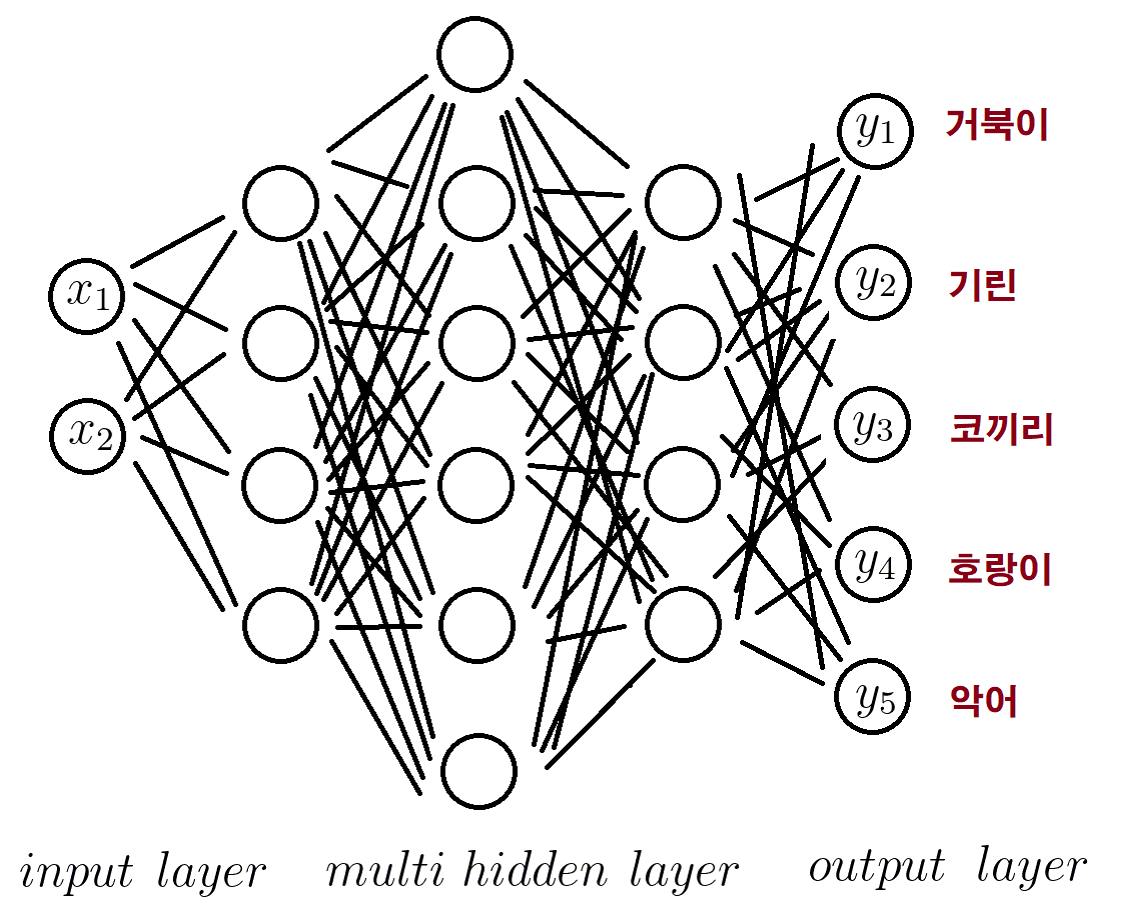 x1
x2
y1 거북이
y2 기린
y3 코끼리
y4 호랑이
y5 악어
input layer
multi hidden layer
output layer